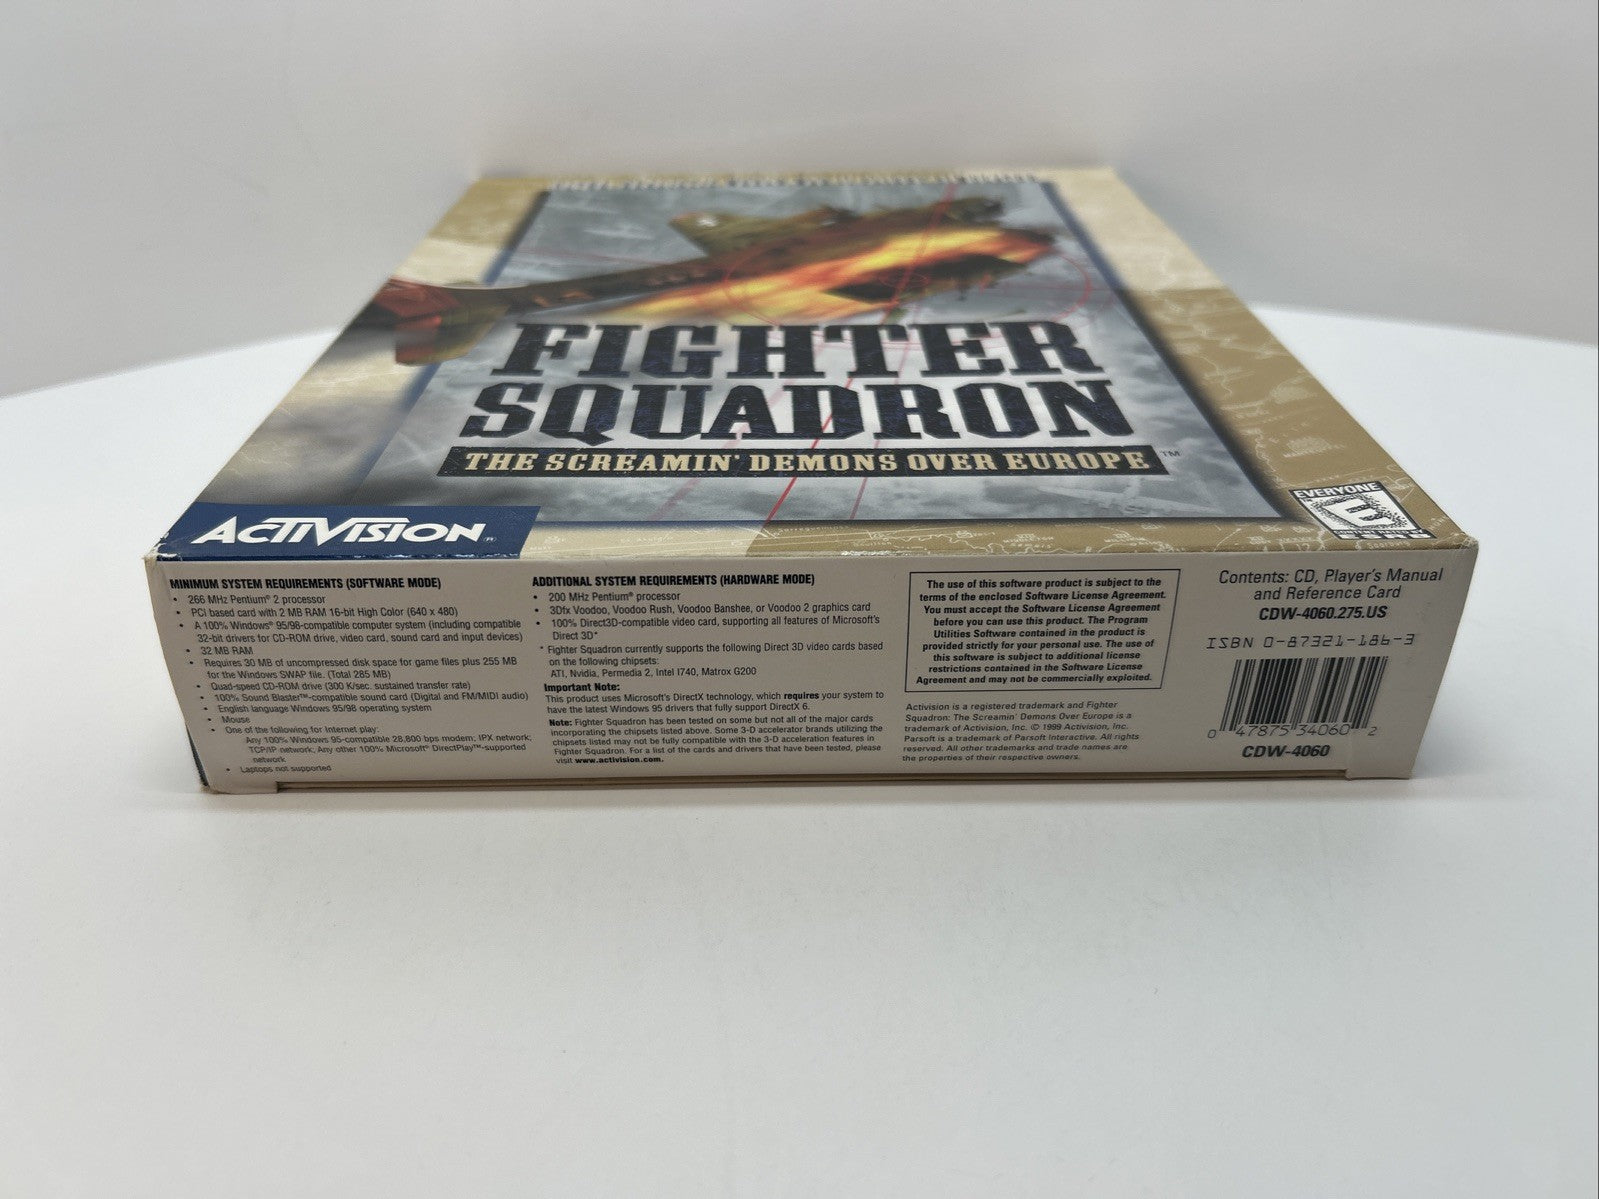 FIGHTER
SQUADRON
THE SCREAMIN' DEMONS OVER EUROPE™
ACTIVISION®
EVERYONE
E
ESRB
MINIMUM SYSTEM REQUIREMENTS (SOFTWARE MODE)
• 266 MHz Pentium® 2 processor
• PCI based card with 2 MB RAM 16-bit High Color (640 x 480)
• A 100% Windows® 95/98-compatible computer system (including compatible
32-bit drivers for CD-ROM drive, video card, sound card and input devices)
• 32 MB RAM
• Requires 30 MB of uncompressed disk space for game files plus 255 MB
for the Windows SWAP file. (Total 285 MB)
• Quad-speed CD-ROM drive (300 K/sec. sustained transfer rate)
• 100% Sound Blaster™-compatible sound card (Digital and FM/MIDI audio)
• English language Windows 95/98 operating system
• Mouse
• One of the following for Internet play:
Any 100% Windows 95-compatible 28,800 bps modem; IPX network;
TCP/IP network; Any other 100% Microsoft® DirectPlay™-supported
network
• Laptops not supported
ADDITIONAL SYSTEM REQUIREMENTS (HARDWARE MODE)
• 200 MHz Pentium® processor
• 3Dfx Voodoo, Voodoo Rush, Voodoo Banshee, or Voodoo 2 graphics card
• 100% Direct3D-compatible video card, supporting all features of Microsoft's
Direct 3D*
* Fighter Squadron currently supports the following Direct 3D video cards based
on the following chipsets:
ATI, Nvidia, Permedia 2, Intel I740, Matrox G200
Important Note:
This product uses Microsoft's DirectX technology, which requires your system to
have the latest Windows 95 drivers that fully support DirectX 6.
Note: Fighter Squadron has been tested on some but not all of the major cards
incorporating the chipsets listed above. Some 3-D accelerator brands utilizing the
chipsets listed may not be fully compatible with the 3-D acceleration features in
Fighter Squadron. For a list of the cards and drivers that have been tested, please
visit www.activision.com.
The use of this software product is subject to the
terms of the enclosed Software License Agreement.
You must accept the Software License Agreement
before you can use this product. The Program
Utilities Software contained in the product is
provided strictly for your personal use. The use of
this software is subject to additional license
restrictions contained in the Software License
Agreement and may not be commercially exploited.
Activision is a registered trademark and Fighter
Squadron: The Screamin' Demons Over Europe is a
trademark of Activision, Inc. © 1999 Activision, Inc.
Parsoft is a trademark of Parsoft Interactive. All rights
reserved. All other trademarks and trade names are
the properties of their respective owners.
Contents: CD, Player's Manual
and Reference Card
CDW-4060.275.US
ISBN 0-87321-186-3
0 47875 34060 2
CDW-4060